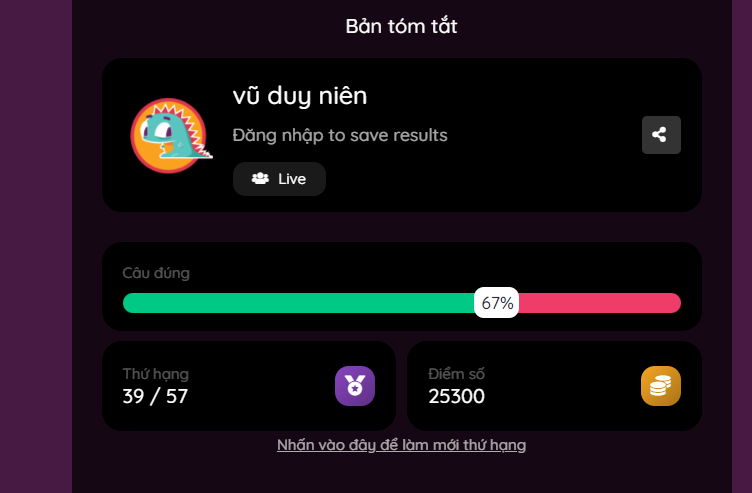 Bản tóm tắt
vũ duy niên
Đăng nhập to save results
Live
Câu đúng
67%
Thứ hạng
39 / 57
Điểm số
25300
Nhấn vào đây để làm mới thứ hạng